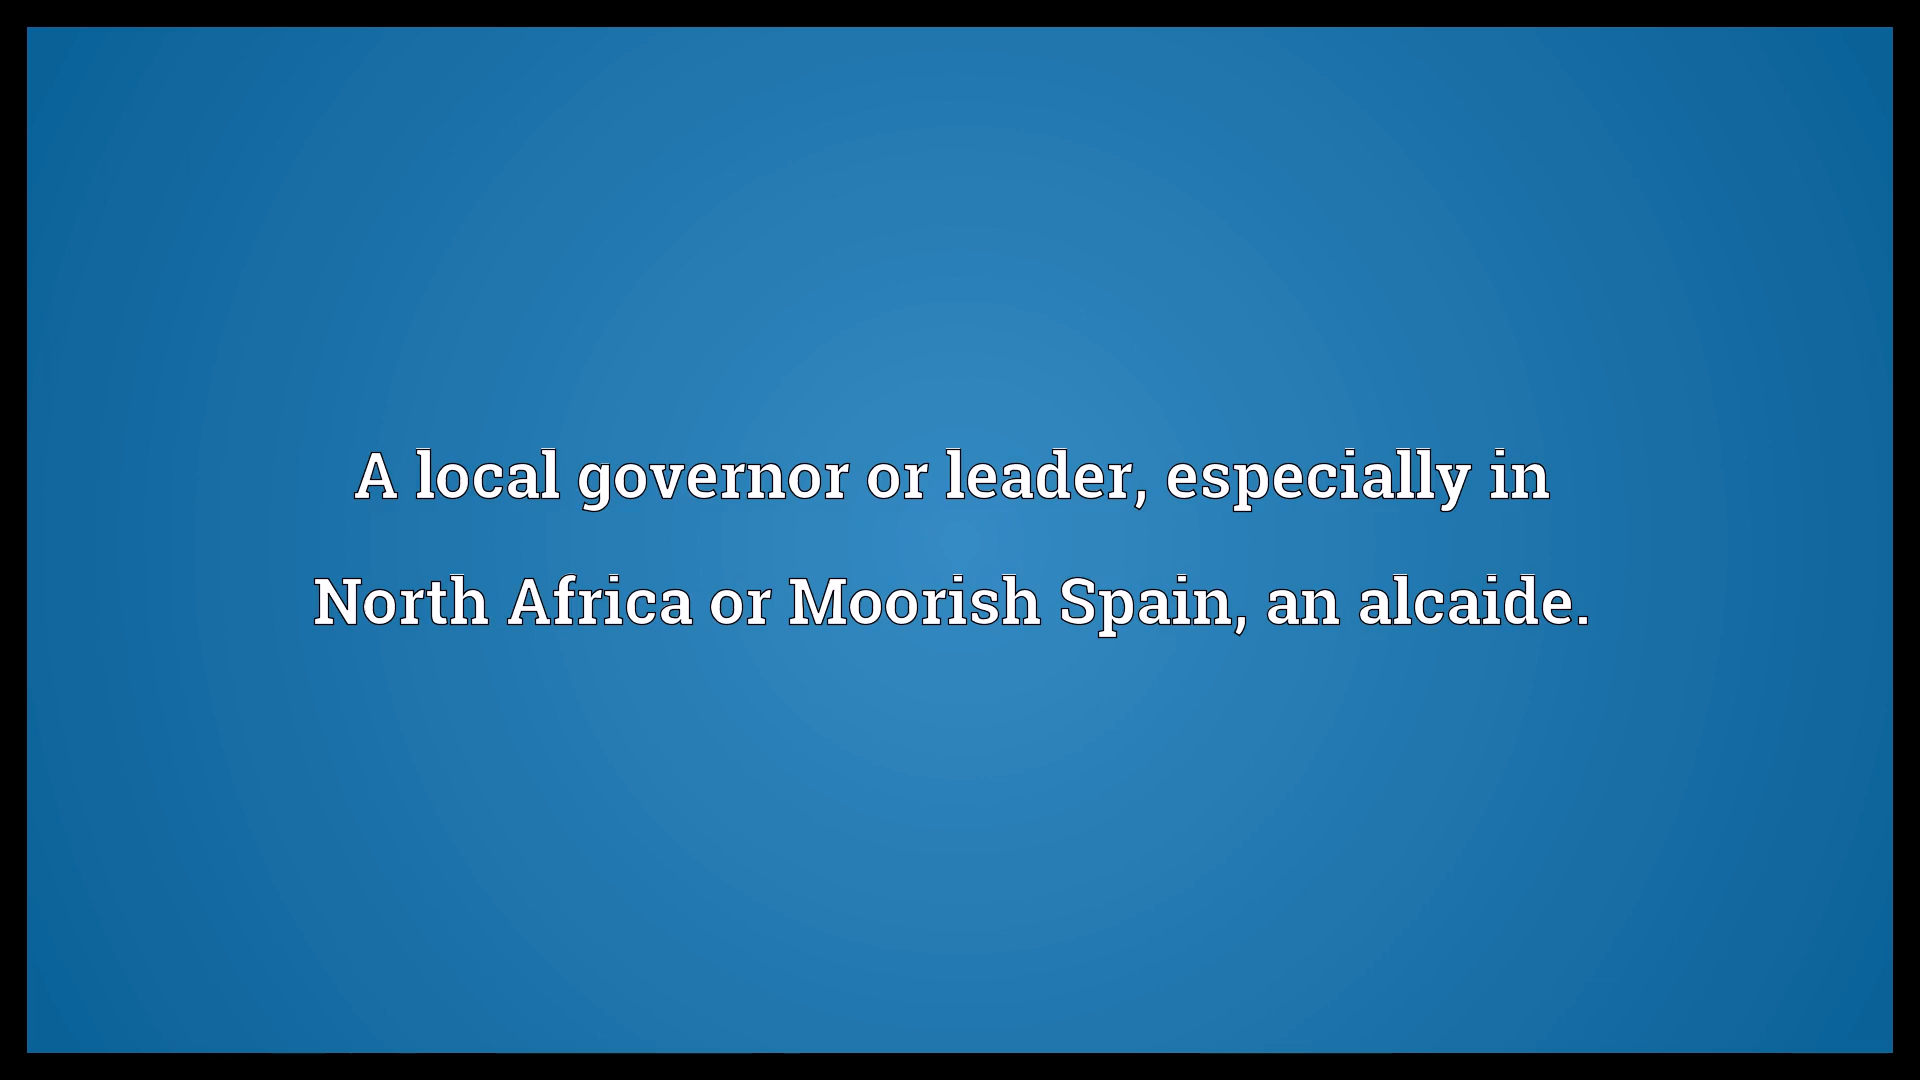 A local governor or leader, especially in
North Africa or Moorish Spain, an alcaide.